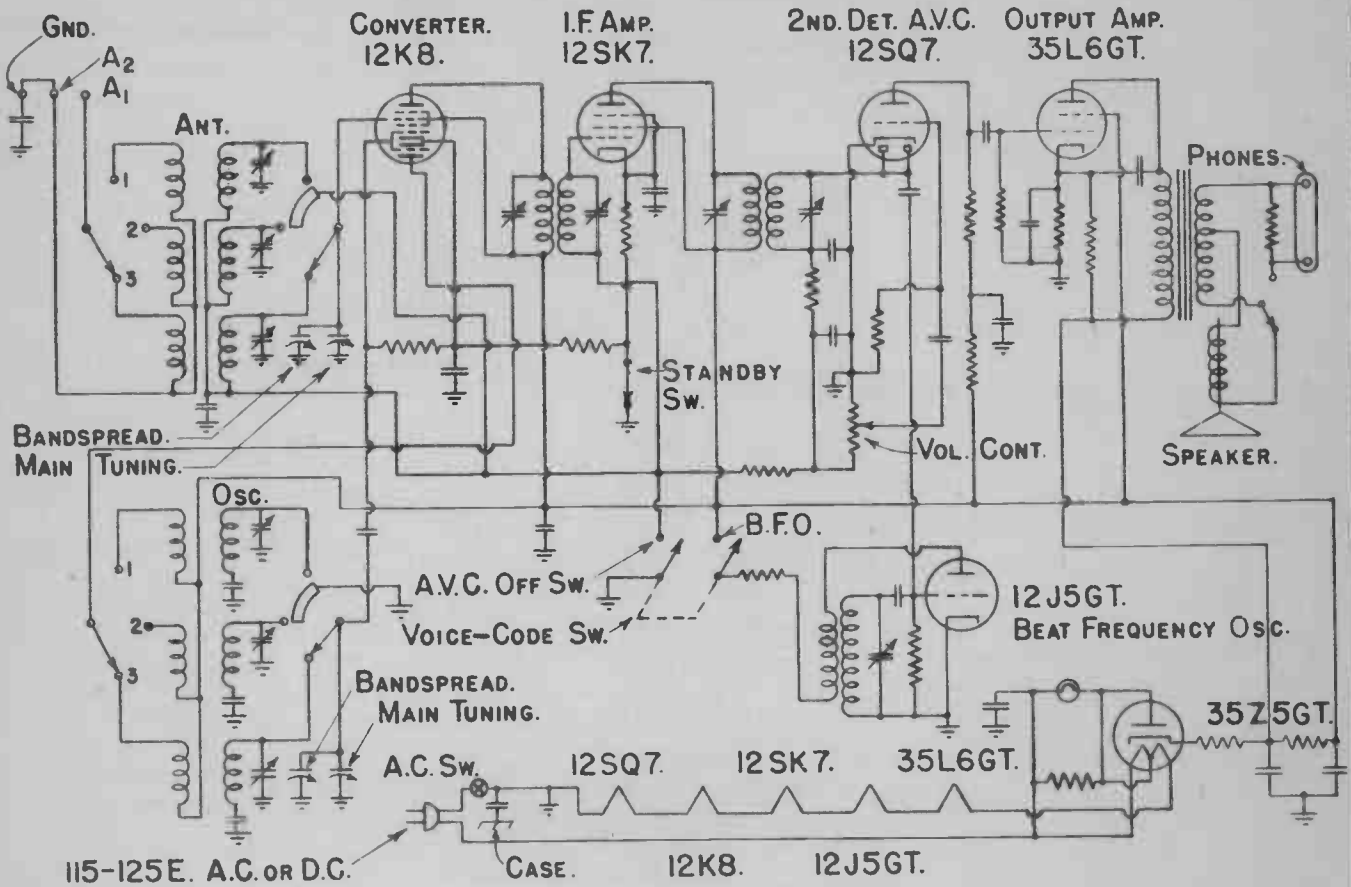 GND.
A2
A1
CONVERTER.
12K8.
I.F. AMP.
12SK7.
2ND. DET. A.V.C.
12SQ7.
OUTPUT AMP.
35L6GT.
ANT.
1
2
3
PHONES.
STANDBY
SW.
VOL. CONT.
SPEAKER.
BANDSPREAD.
MAIN TUNING.
OSC.
1
2
3
B.F.O.
A.V.C. OFF SW.
VOICE-CODE SW.
12J5GT.
BEAT FREQUENCY OSC.
BANDSPREAD.
MAIN TUNING.
35Z5GT.
A.C. SW.
12SQ7.
12SK7.
35L6GT.
115-125E. A.C. OR D.C.
CASE.
12K8.
12J5GT.